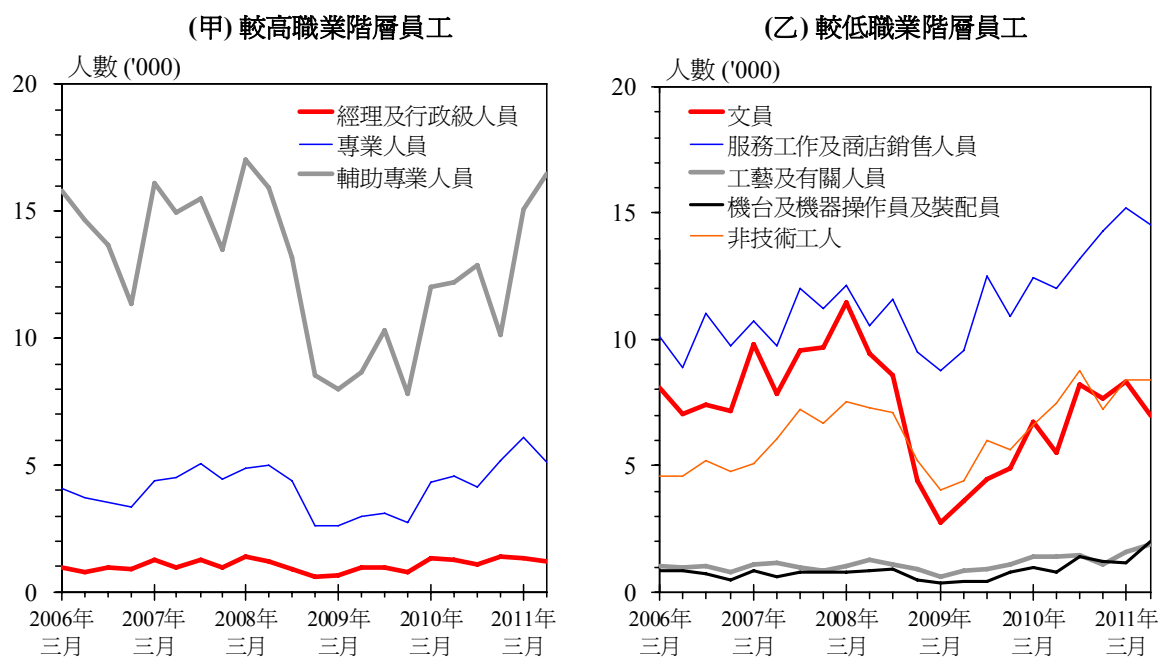 (甲) 較高職業階層員工
人數 ('000)
20
15
10
5
0
經理及行政級人員
專業人員
輔助專業人員
2006年
三月
2007年
三月
2008年
三月
2009年
三月
2010年
三月
2011年
三月
(乙) 較低職業階層員工
人數 ('000)
20
15
10
5
0
文員
服務工作及商店銷售人員
工藝及有關人員
機台及機器操作員及裝配員
非技術工人
2006年
三月
2007年
三月
2008年
三月
2009年
三月
2010年
三月
2011年
三月